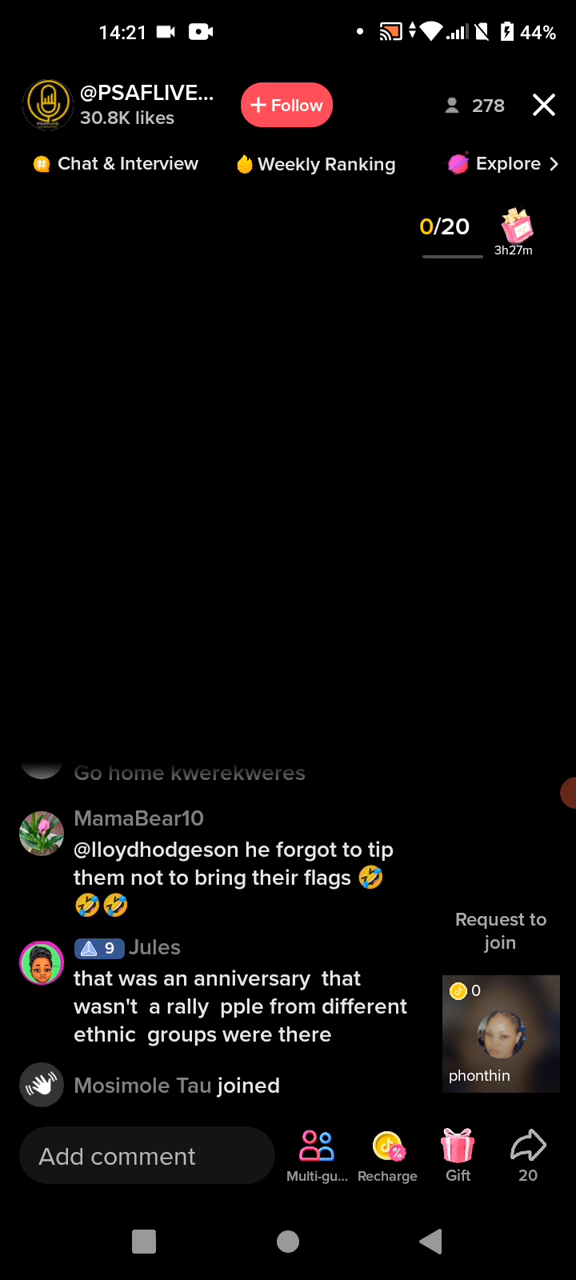 14:21
44%
@PSAFLIVE...
30.8K likes
+ Follow
278
Chat & Interview
Weekly Ranking
Explore
0/20
3h27m
Go home kwerekweres
MamaBear10
@lloydhodgeson he forgot to tip
them not to bring their flags 🤣
🤣🤣
9 Jules
that was an anniversary that
wasn't a rally pple from different
ethnic groups were there
Mosimole Tau joined
Request to
join
0
phonthin
Add comment
Multi-gu...
Recharge
Gift
20